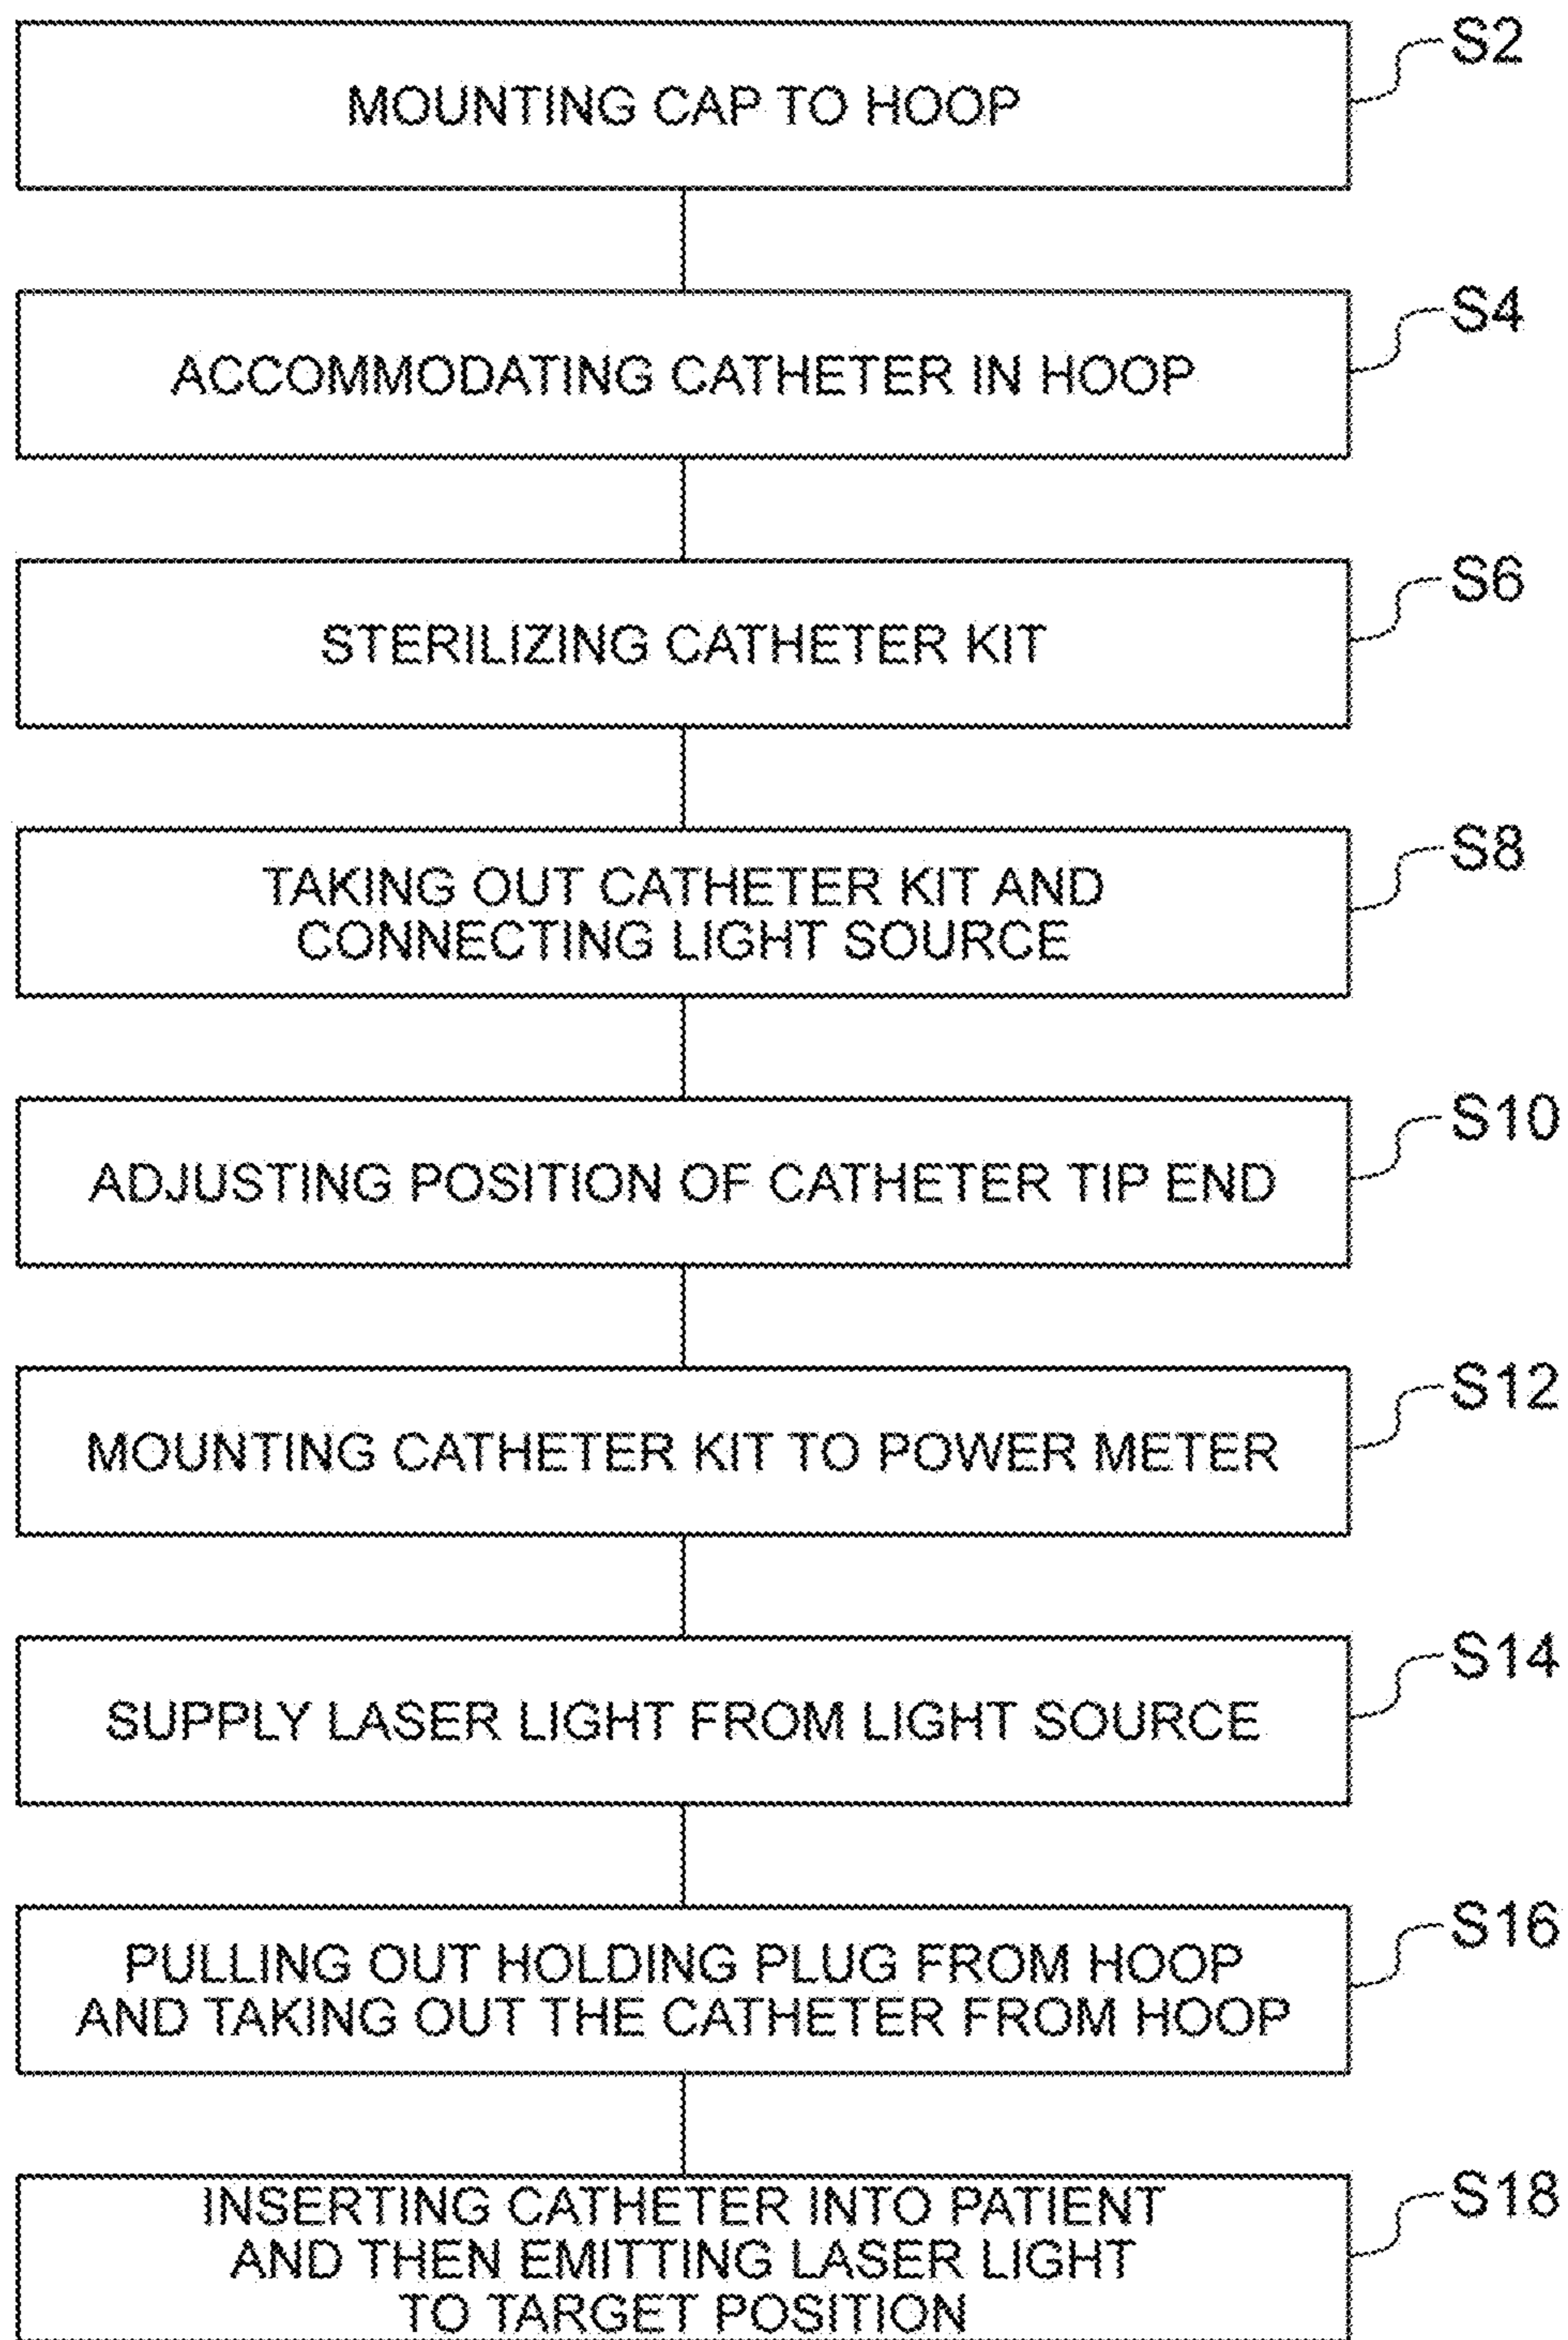 MOUNTING CAP TO HOOP
S2
ACCOMMODATING CATHETER IN HOOP
S4
STERILIZING CATHETER KIT
S6
TAKING OUT CATHETER KIT AND
CONNECTING LIGHT SOURCE
S8
ADJUSTING POSITION OF CATHETER TIP END
S10
MOUNTING CATHETER KIT TO POWER METER
S12
SUPPLY LASER LIGHT FROM LIGHT SOURCE
S14
PULLING OUT HOLDING PLUG FROM HOOP
AND TAKING OUT THE CATHETER FROM HOOP
S16
INSERTING CATHETER INTO PATIENT
AND THEN EMITTING LASER LIGHT
TO TARGET POSITION
S18